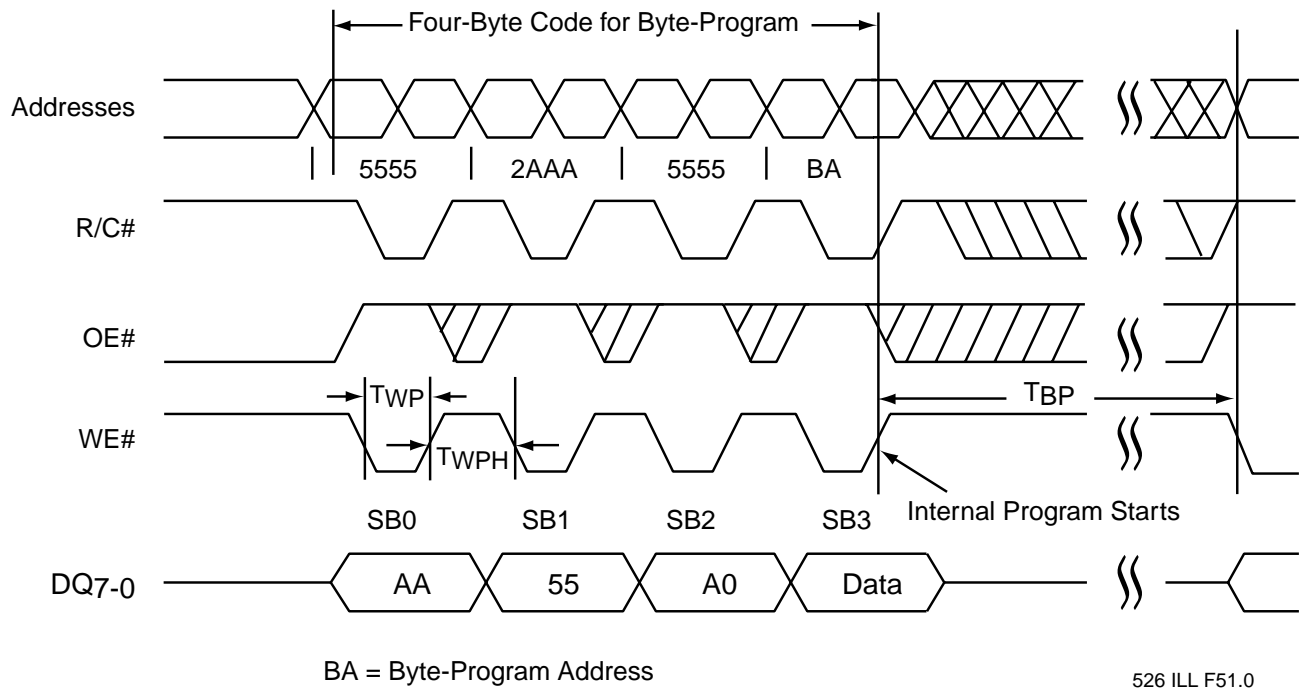 Four-Byte Code for Byte-Program
Addresses
| 5555 | 2AAA | 5555 | BA
R/C#
OE#
TWP
TBP
WE#
TWPH
Internal Program Starts
SB0 SB1 SB2 SB3
DQ7-0
AA 55 A0 Data
BA = Byte-Program Address
526 ILL F51.0